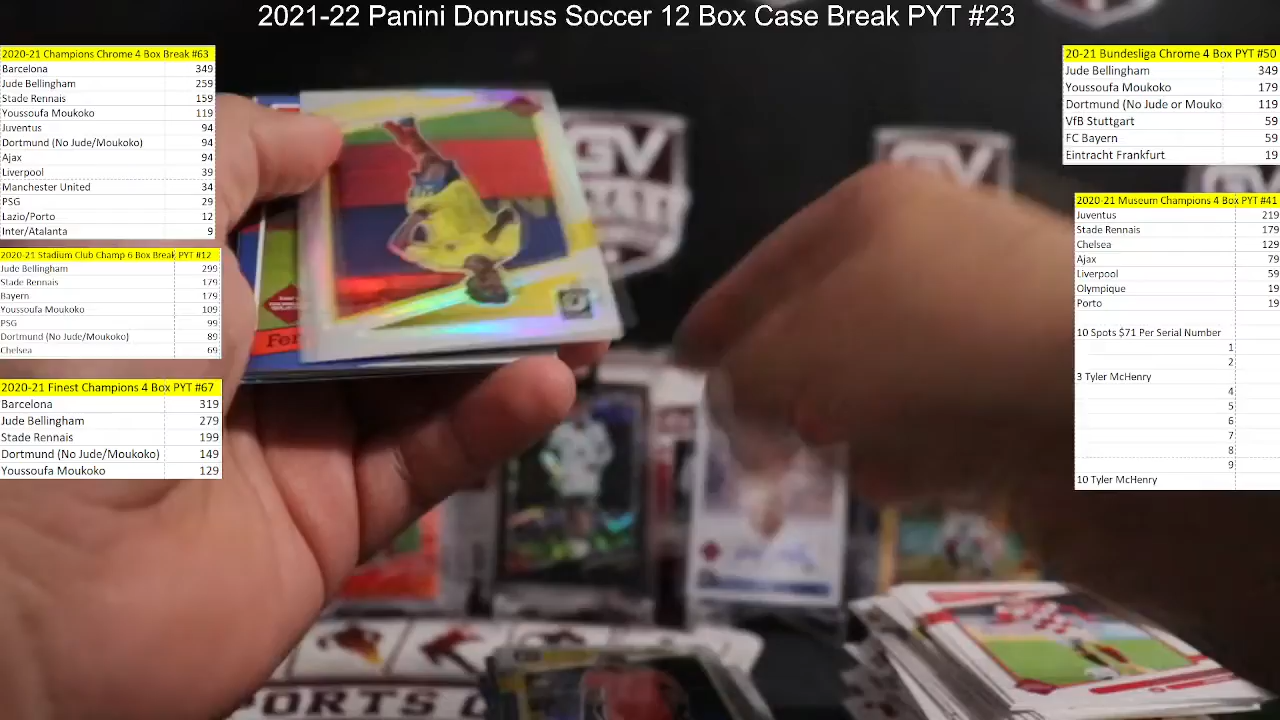 2021-22 Panini Donruss Soccer 12 Box Case Break PYT #23
2020-21 Champions Chrome 4 Box Break #63
Barcelona 349
Jude Bellingham 259
Stade Rennais 159
Youssoufa Moukoko 119
Juventus 94
Dortmund (No Jude/Moukoko) 94
Ajax 94
Liverpool 39
Manchester United 34
PSG 29
Lazio/Porto 12
Inter/Atalanta 9
2020-21 Stadium Club Champ 6 Box Break PYT #12
Jude Bellingham 299
Stade Rennais 179
Bayern 179
Youssoufa Moukoko 109
PSG 99
Dortmund (No Jude/Moukoko) 89
Chelsea 69
2020-21 Finest Champions 4 Box PYT #67
Barcelona 319
Jude Bellingham 279
Stade Rennais 199
Dortmund (No Jude/Moukoko) 149
Youssoufa Moukoko 129
20-21 Bundesliga Chrome 4 Box PYT #50
Jude Bellingham 349
Youssoufa Moukoko 179
Dortmund (No Jude or Mouko 119
VfB Stuttgart 59
FC Bayern 59
Eintracht Frankfurt 19
2020-21 Museum Champions 4 Box PYT #41
Juventus 219
Stade Rennais 179
Chelsea 129
Ajax 79
Liverpool 59
Olympique 19
Porto 19
10 Spots $71 Per Serial Number
1
2
3 Tyler McHenry
4
5
6
7
8
9
10 Tyler McHenry
GV
Fer
PORTS C